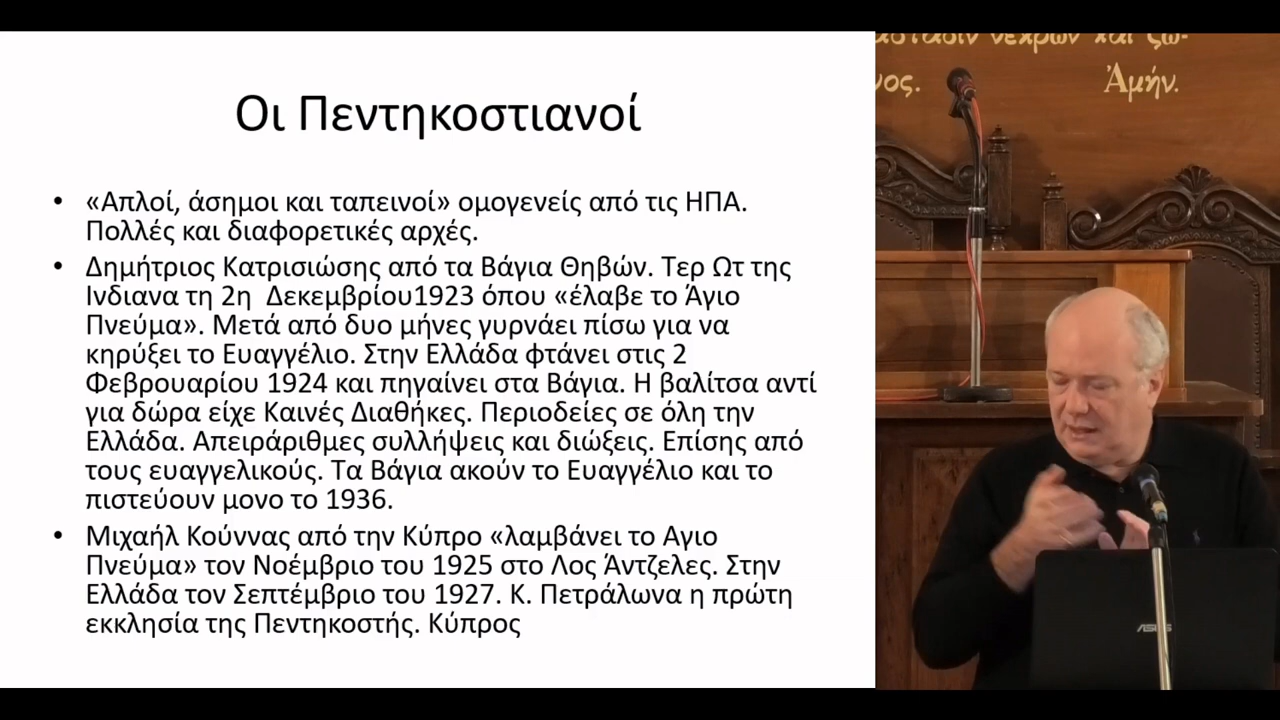 Οι Πεντηκοστιανοί
• «Απλοί, άσημοι και ταπεινοί» ομογενείς από τις ΗΠΑ.
Πολλές και διαφορετικές αρχές.
• Δημήτριος Κατρισιώσης από τα Βάγια Θηβών. Τερ Ωτ της
Ινδιανα τη 2η Δεκεμβρίου1923 όπου «έλαβε το Άγιο
Πνεύμα». Μετά από δυο μήνες γυρνάει πίσω για να
κηρύξει το Ευαγγέλιο. Στην Ελλάδα φτάνει στις 2
Φεβρουαρίου 1924 και πηγαίνει στα Βάγια. Η βαλίτσα αντί
για δώρα είχε Καινές Διαθήκες. Περιοδείες σε όλη την
Ελλάδα. Απειράριθμες συλλήψεις και διώξεις. Επίσης από
τους ευαγγελικούς. Τα Βάγια ακούν το Ευαγγέλιο και το
πιστεύουν μονο το 1936.
• Μιχαήλ Κούννας από την Κύπρο «λαμβάνει το Αγιο
Πνεύμα» τον Νοέμβριο του 1925 στο Λος Άντζελες. Στην
Ελλάδα τον Σεπτέμβριο του 1927. Κ. Πετράλωνα η πρώτη
εκκλησία της Πεντηκοστής. Κύπρος
νεκρῶν καὶ ζω-
Ἀμήν.
ASUS